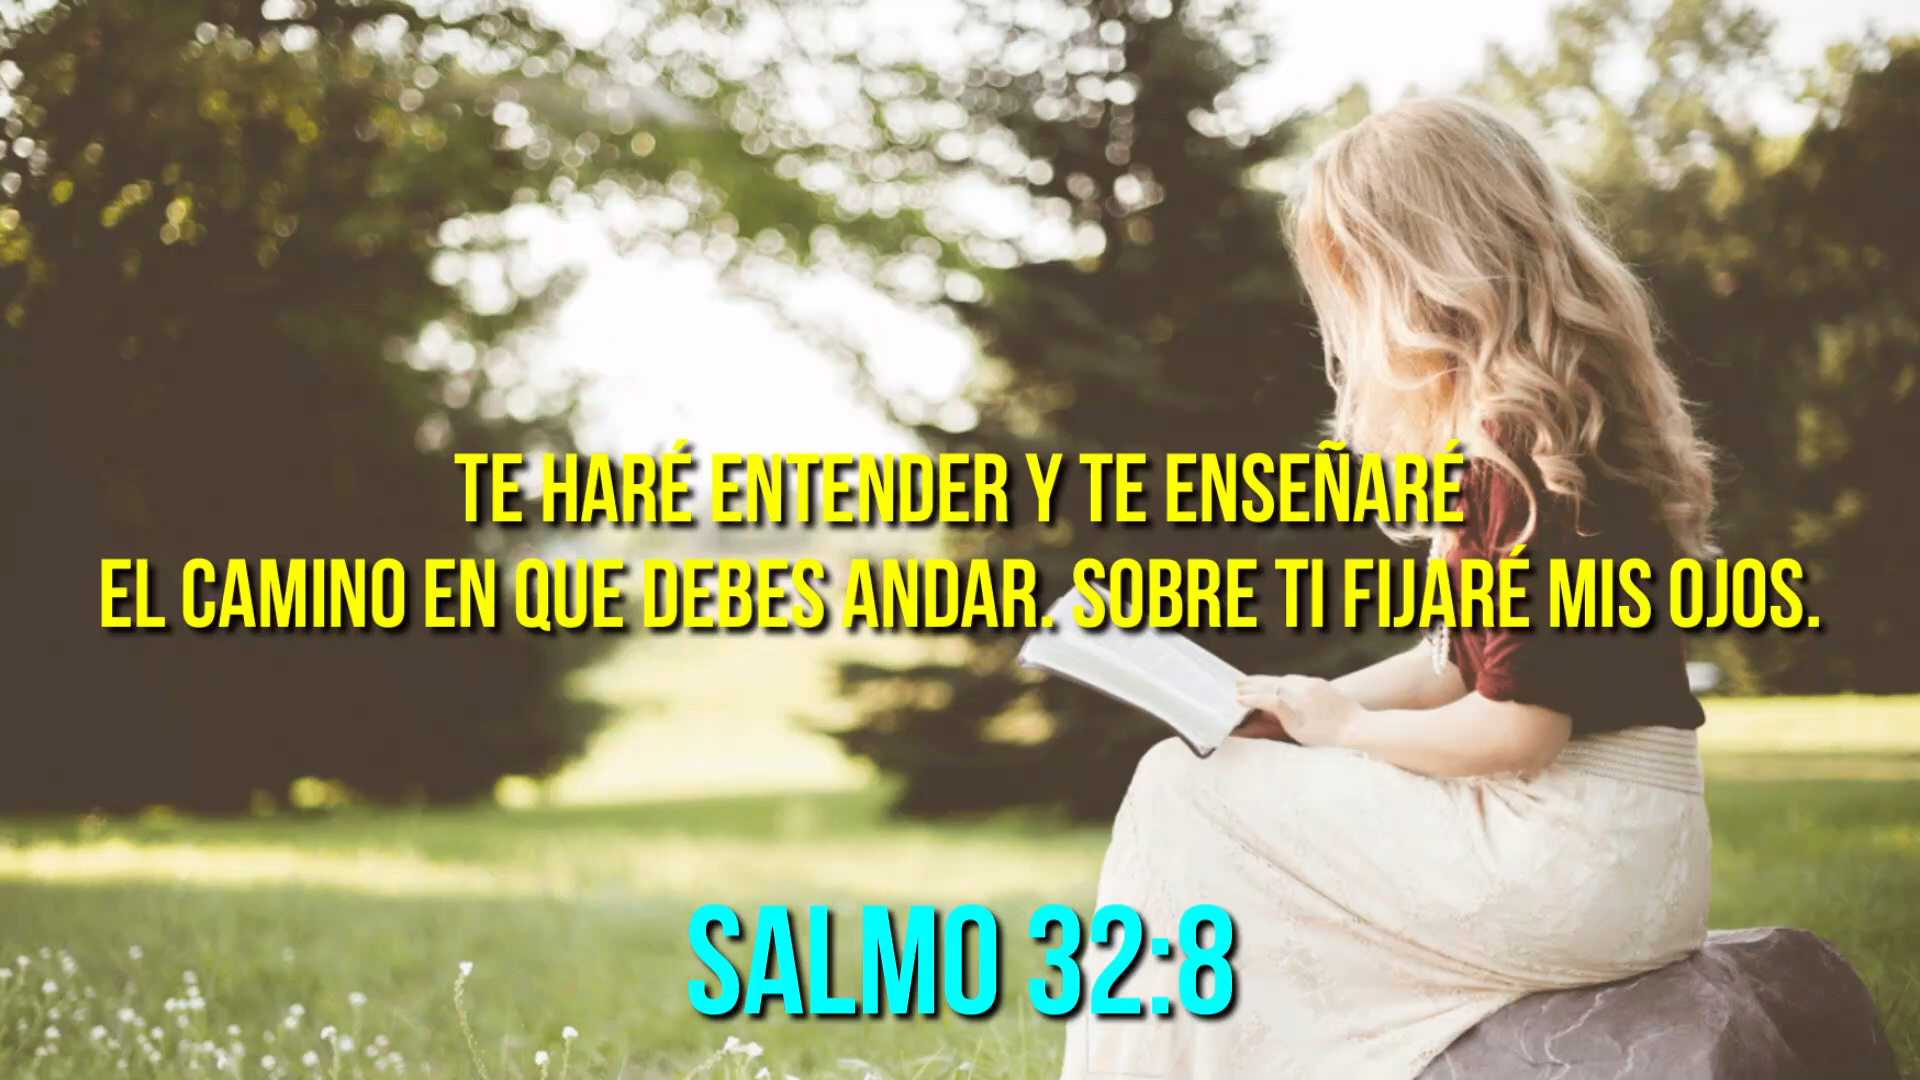 TE HARÉ ENTENDER Y TE ENSEÑARÉ
EL CAMINO EN QUE DEBES ANDAR. SOBRE TI FIJARÉ MIS OJOS.
SALMO 32:8